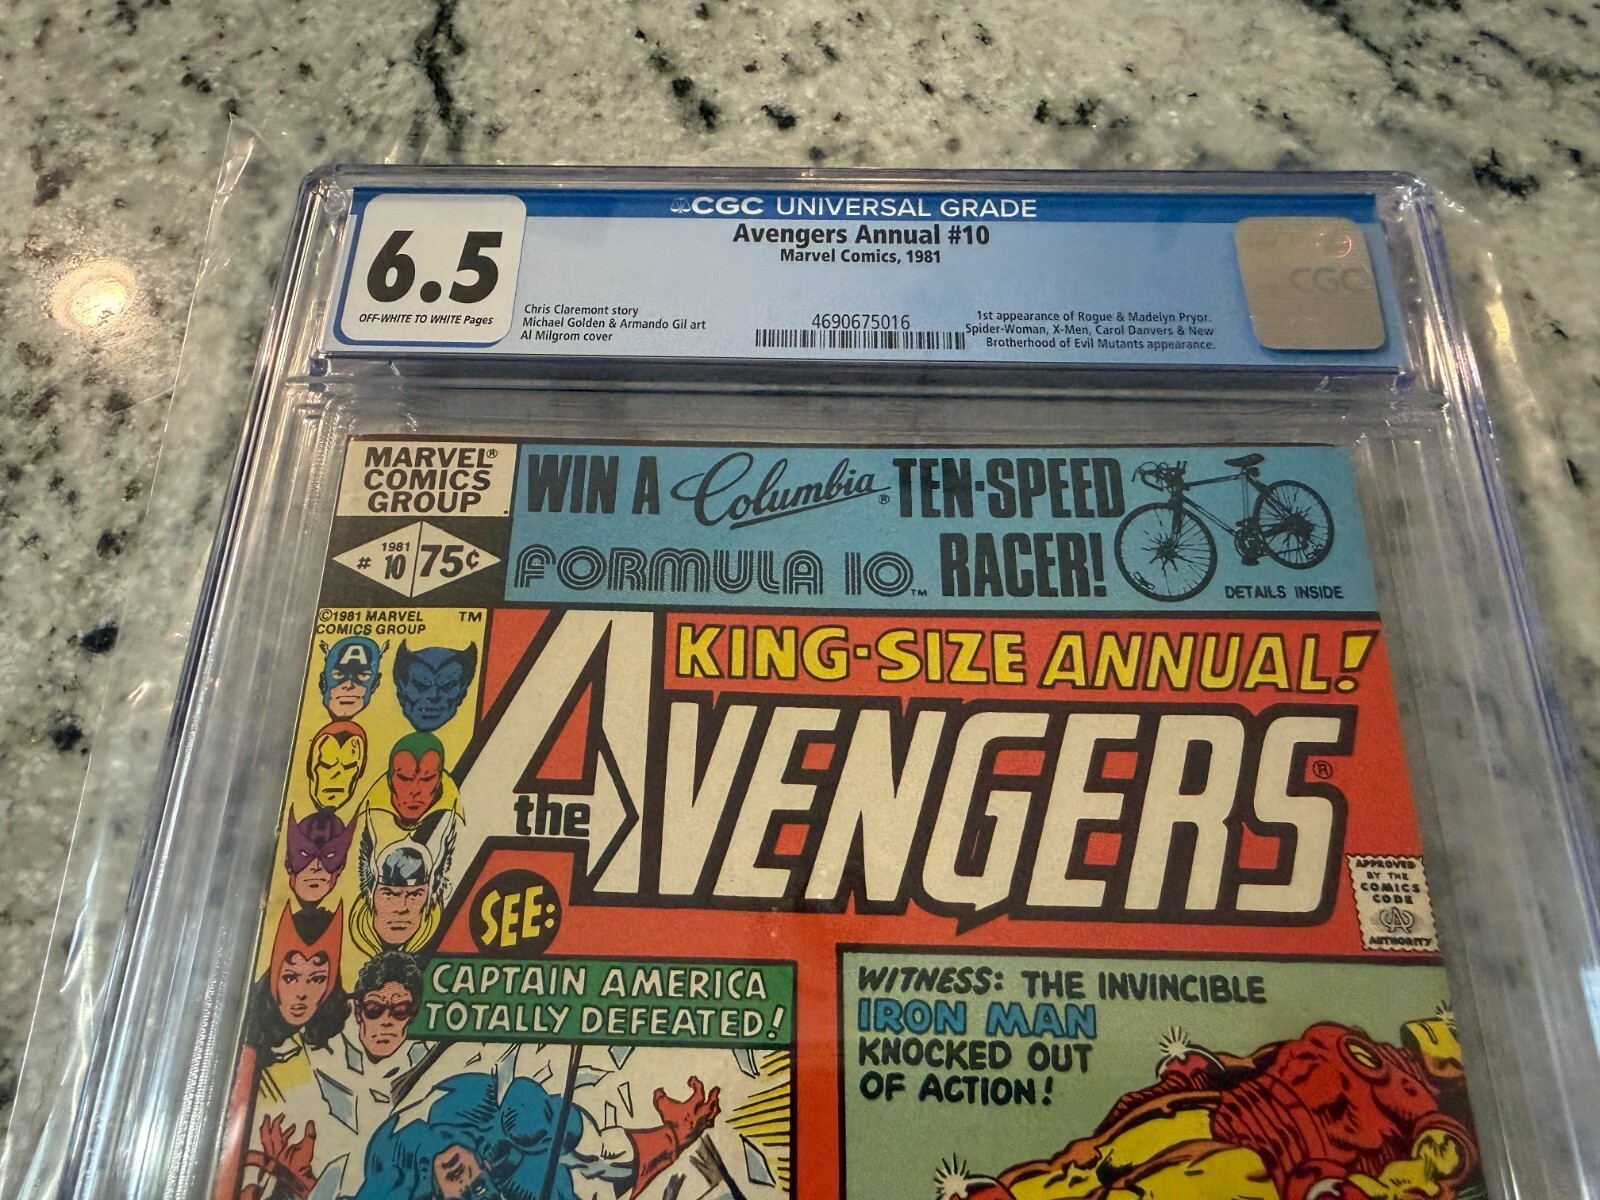 CGC UNIVERSAL GRADE
Avengers Annual #10
Marvel Comics, 1981
6.5
OFF-WHITE TO WHITE Pages
Chris Claremont story
Michael Golden & Armando Gil art
Al Milgrom cover
4690675016
1st appearance of Rogue & Madelyn Pryor.
Spider-Woman, X-Men, Carol Danvers & New
Brotherhood of Evil Mutants appearance.
CGC
MARVEL®
COMICS
GROUP
1981
# 10
75¢
WIN A Columbia® TEN-SPEED
FORMULA 10™ RACER!
DETAILS INSIDE
©1981 MARVEL
COMICS GROUP
TM
KING-SIZE ANNUAL!
the AVENGERS®
APPROVED
BY THE
COMICS
CODE
CA
AUTHORITY
SEE:
CAPTAIN AMERICA
TOTALLY DEFEATED!
WITNESS: THE INVINCIBLE
IRON MAN
KNOCKED OUT
OF ACTION!
A
H